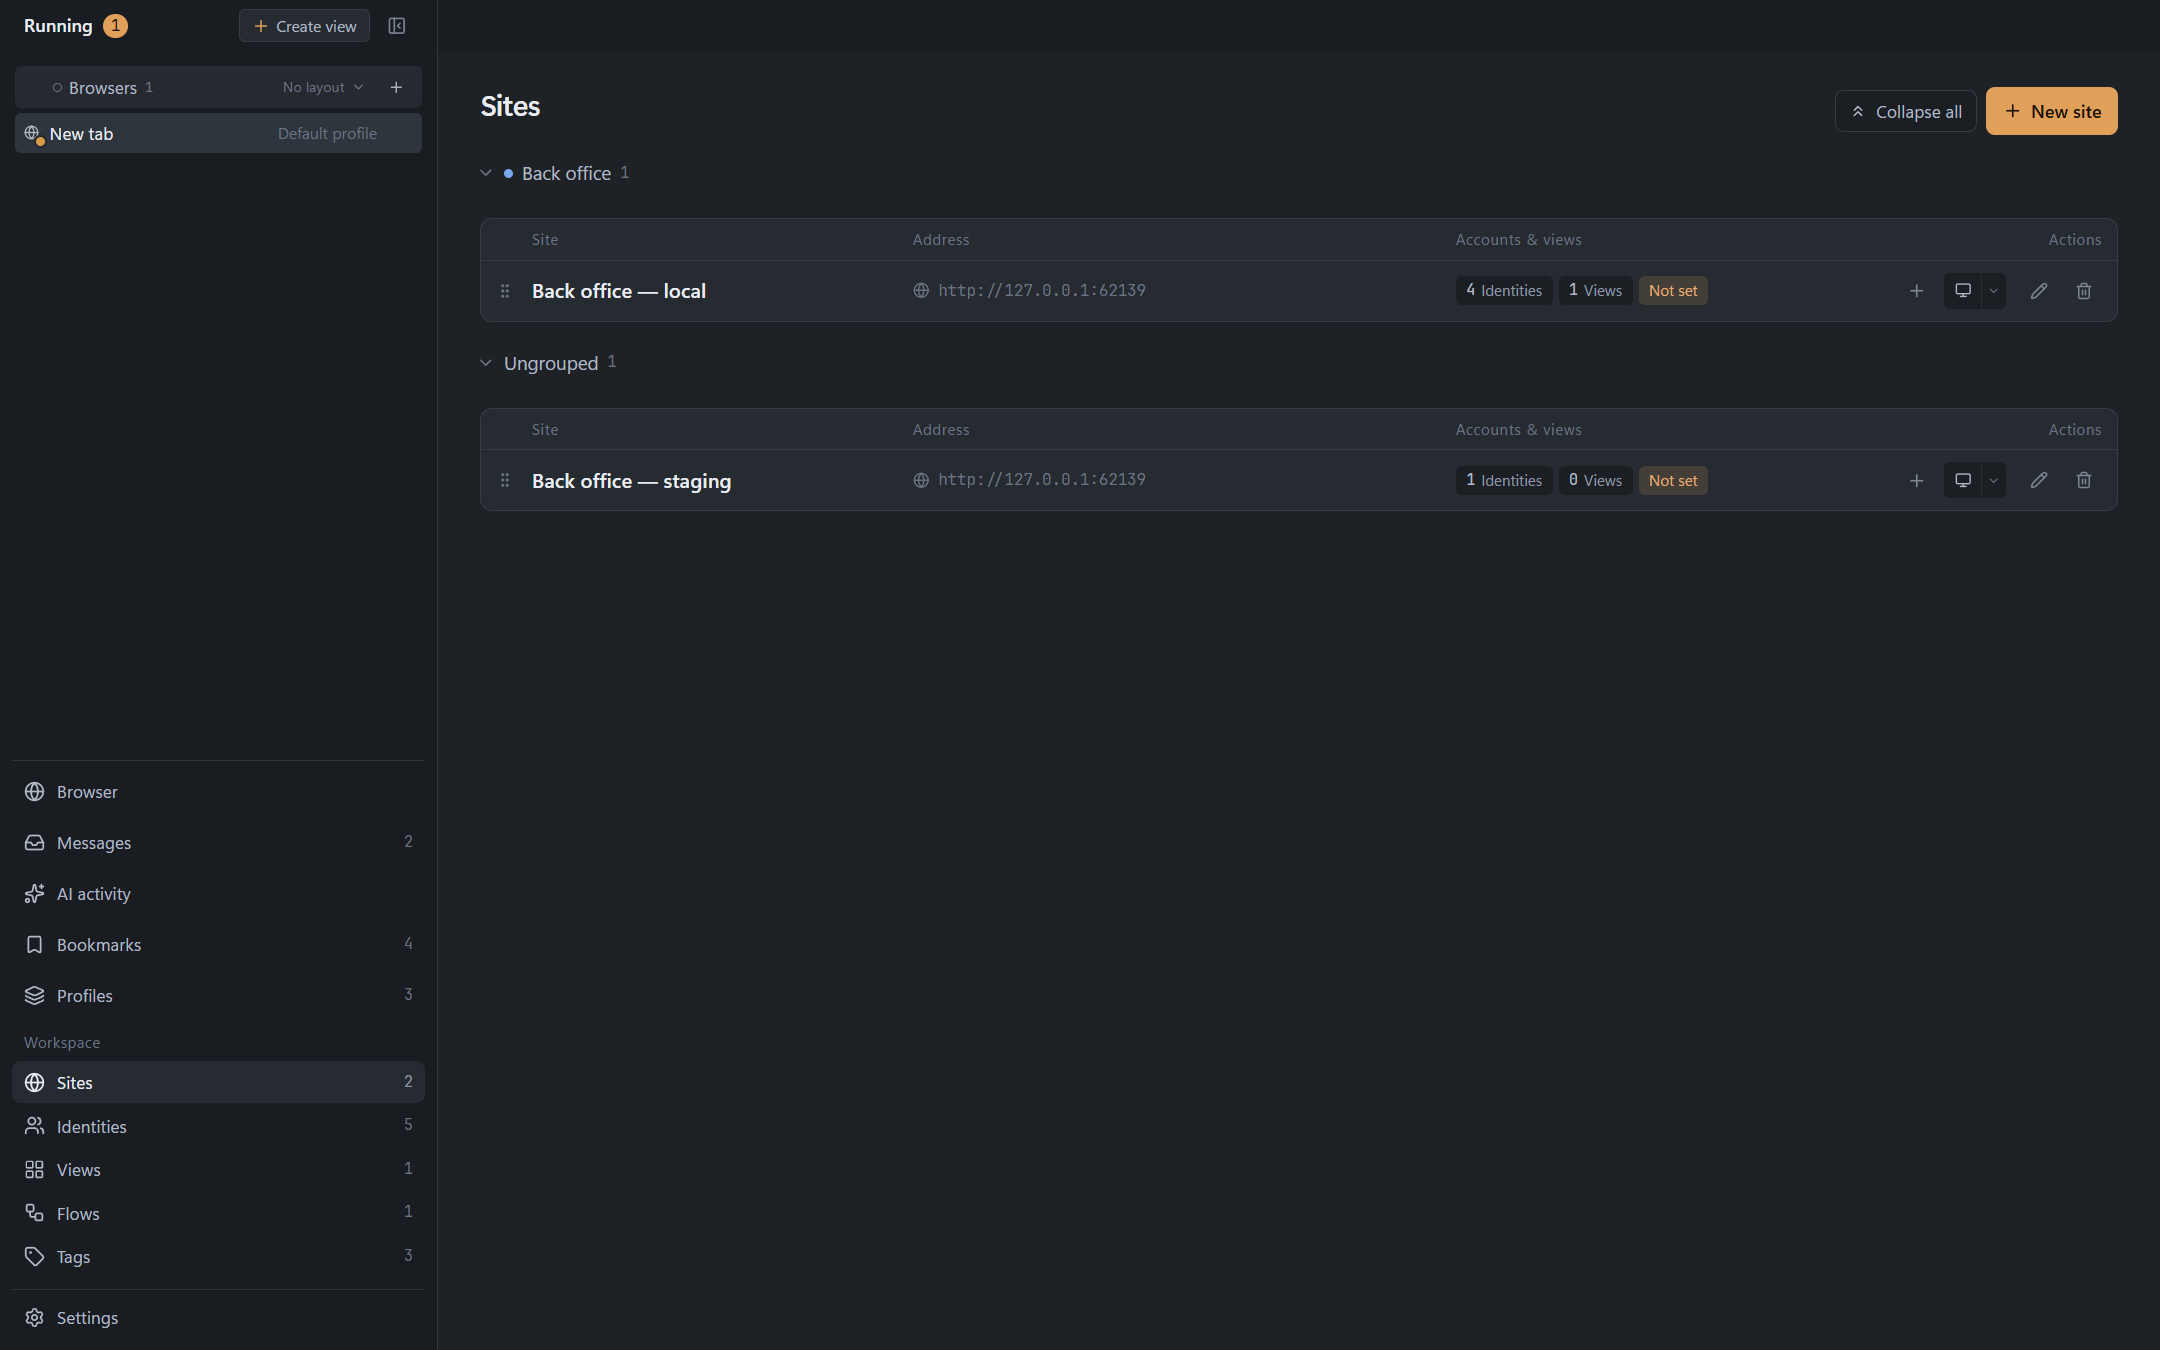 Running 1
Create view
Browsers 1
No layout
New tab
Default profile
Browser
Messages 2
AI activity
Bookmarks 4
Profiles 3
Workspace
Sites 2
Identities 5
Views 1
Flows 1
Tags 3
Settings
Sites
Collapse all
New site
Back office 1
Site Address Accounts & views Actions
Back office — local http://127.0.0.1:62139 4 Identities 1 Views Not set
Ungrouped 1
Site Address Accounts & views Actions
Back office — staging http://127.0.0.1:62139 1 Identities 0 Views Not set